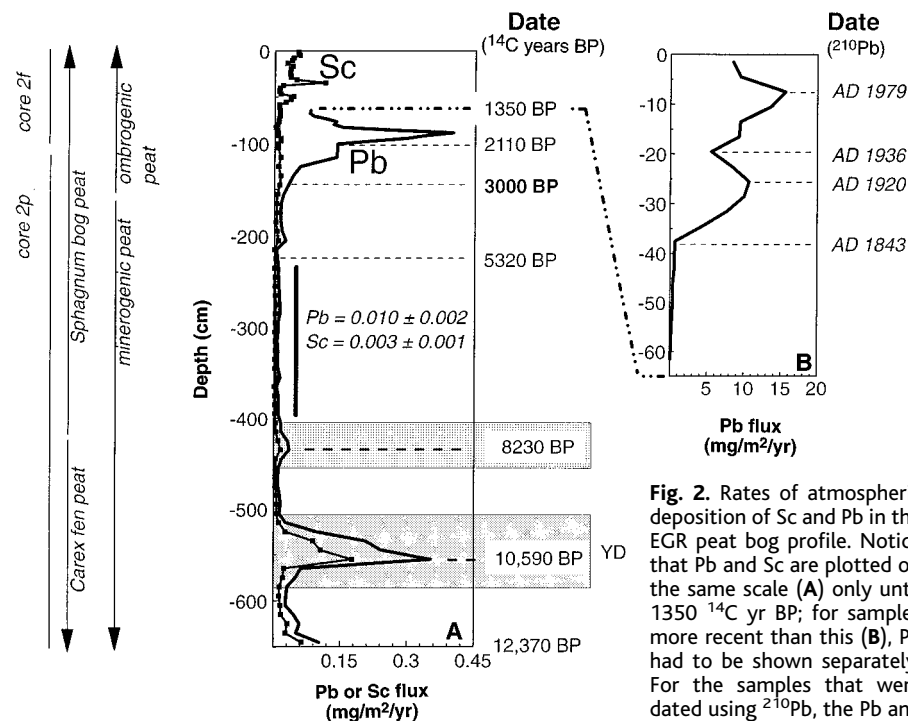 core 2f
core 2p
Sphagnum bog peat
Carex fen peat
ombrogenic
peat
minerogenic peat
Depth (cm)
0
-100
-200
-300
-400
-500
-600
Sc
Pb
Pb = 0.010 ± 0.002
Sc = 0.003 ± 0.001
A
0.15
0.3
0.45
Pb or Sc flux
(mg/m²/yr)
Date
(¹⁴C years BP)
1350 BP
2110 BP
3000 BP
5320 BP
8230 BP
10,590 BP
YD
12,370 BP
0
-10
-20
-30
-40
-50
-60
B
5
10
15
20
Pb flux
(mg/m²/yr)
Date
(²¹⁰Pb)
AD 1979
AD 1936
AD 1920
AD 1843
Fig. 2. Rates of atmospheri
deposition of Sc and Pb in th
EGR peat bog profile. Notic
that Pb and Sc are plotted o
the same scale (A) only unt
1350 ¹⁴C yr BP; for sample
more recent than this (B), P
had to be shown separately
For the samples that wer
dated using ²¹⁰Pb, the Pb an